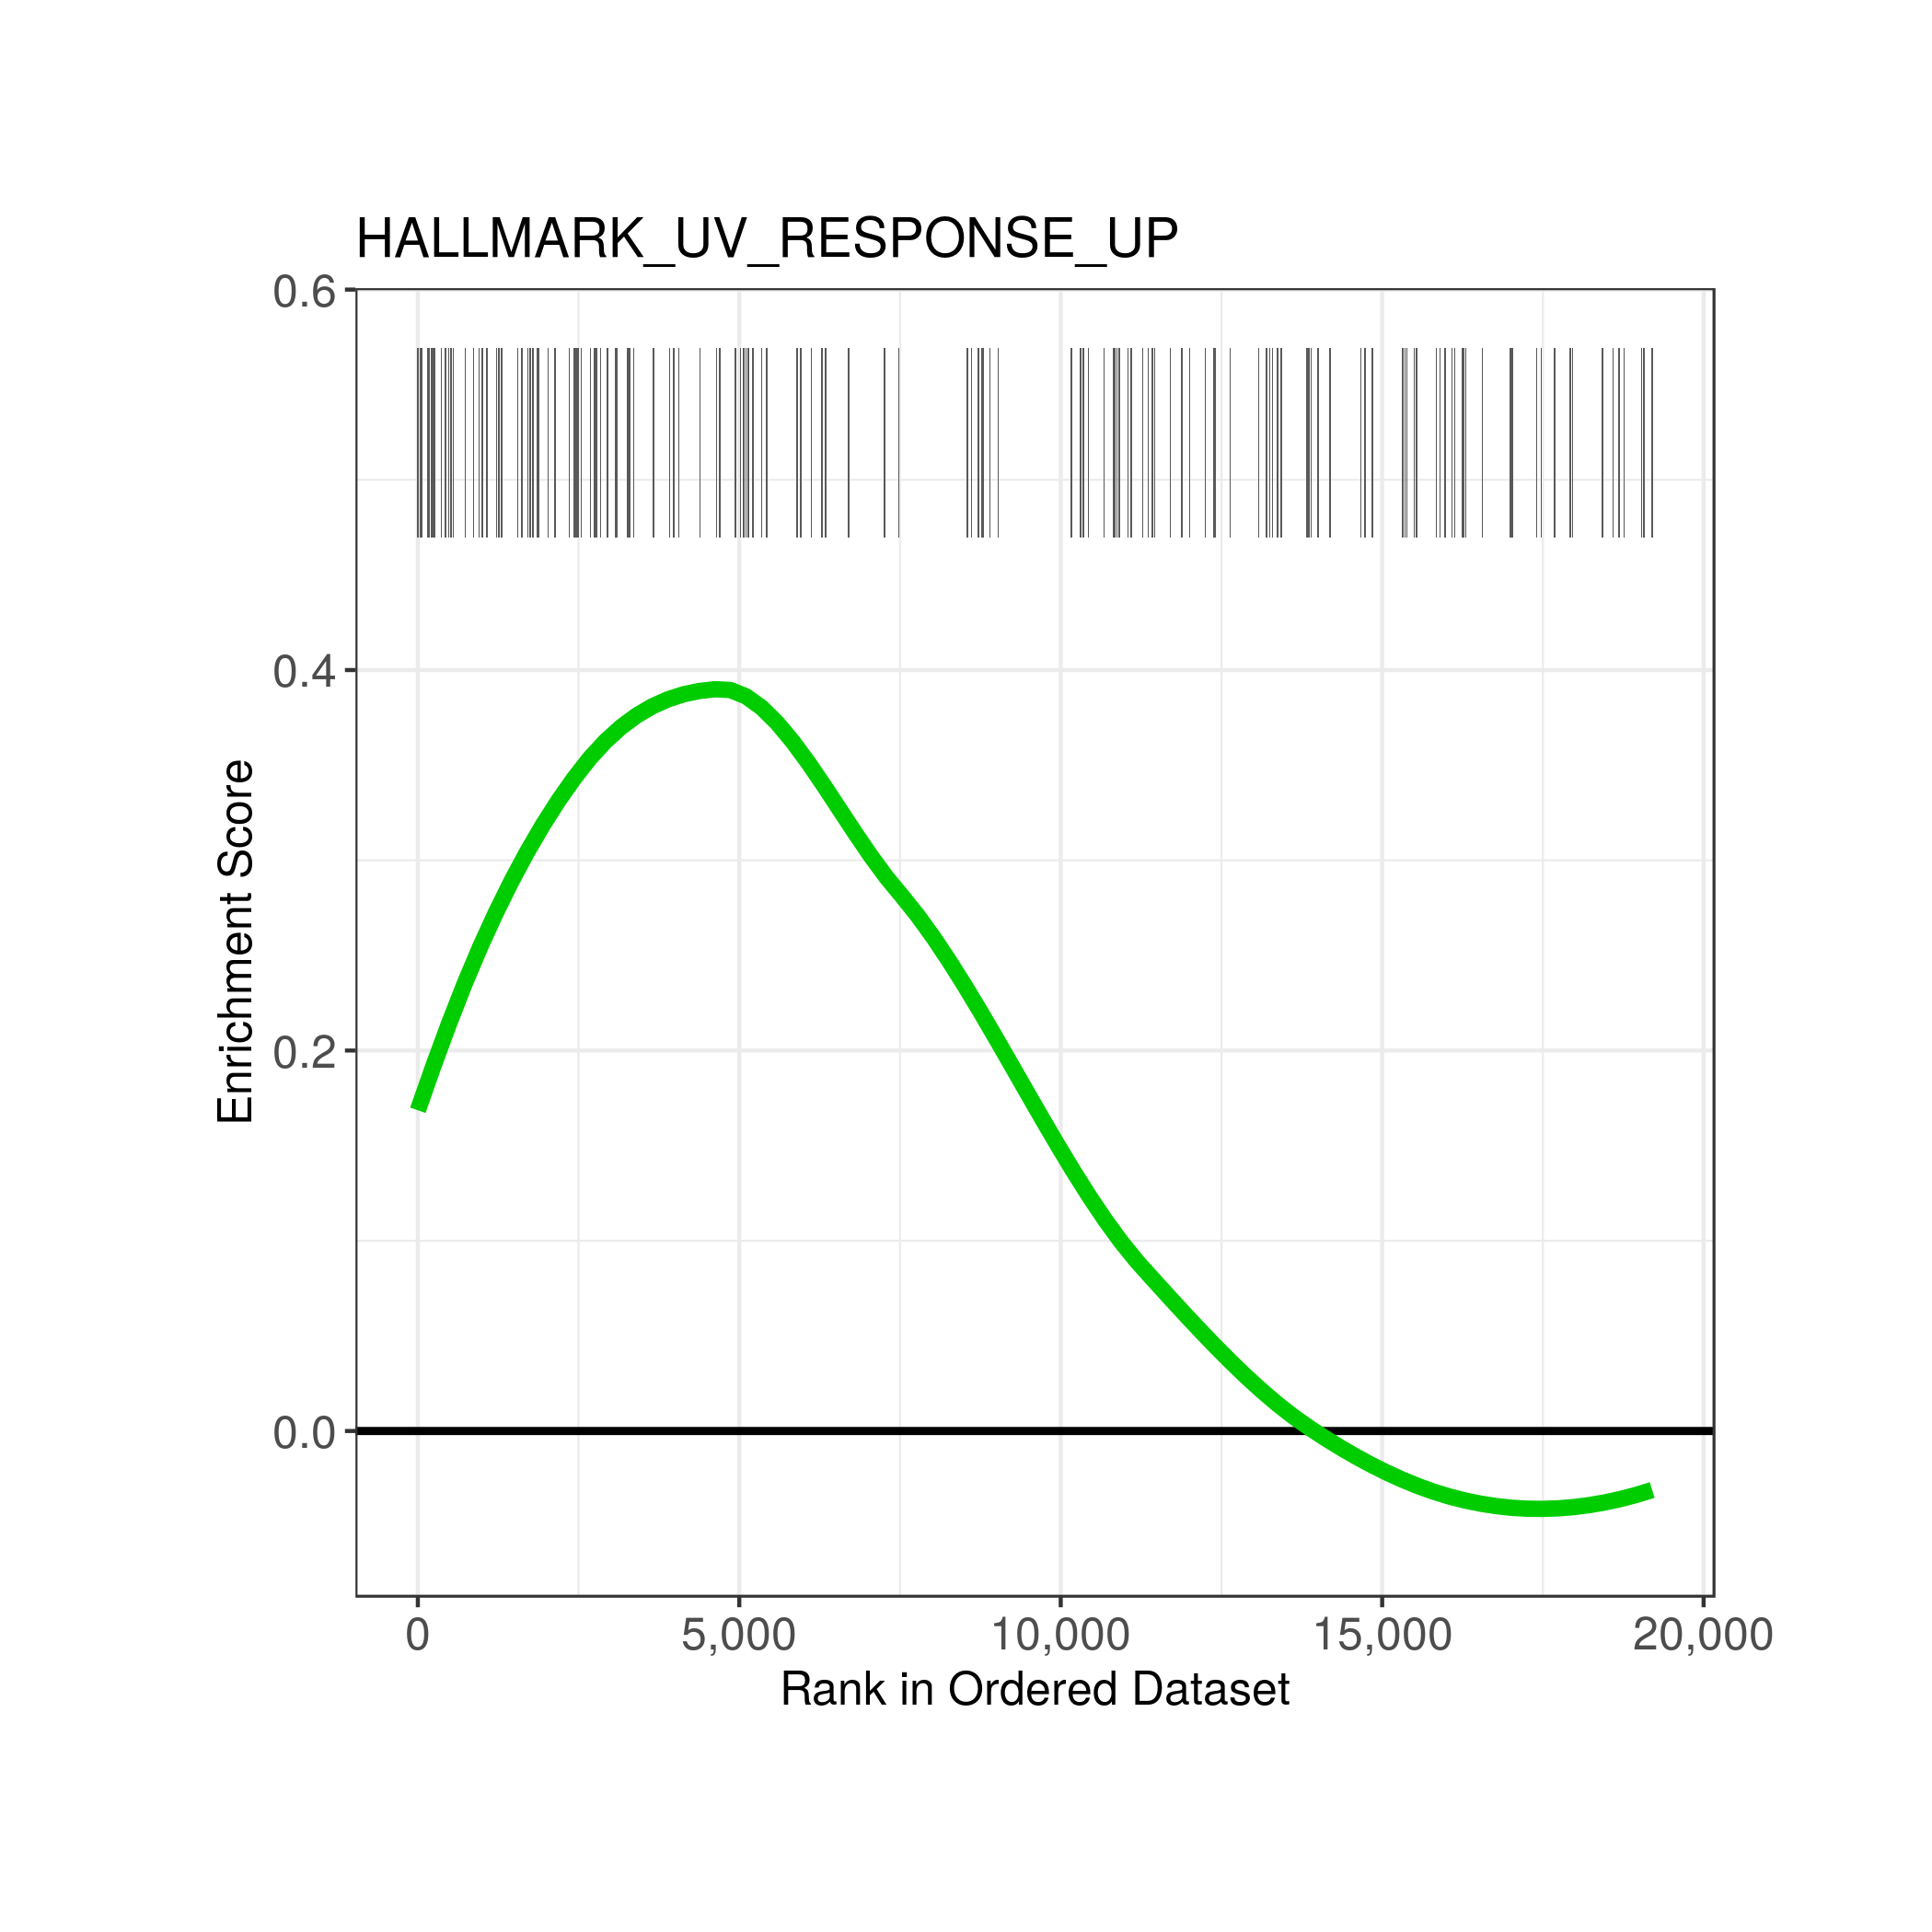 HALLMARK_UV_RESPONSE_UP
0.6
0.4
0.2
0.0
Enrichment Score
0 5,000 10,000 15,000 20,000
Rank in Ordered Dataset